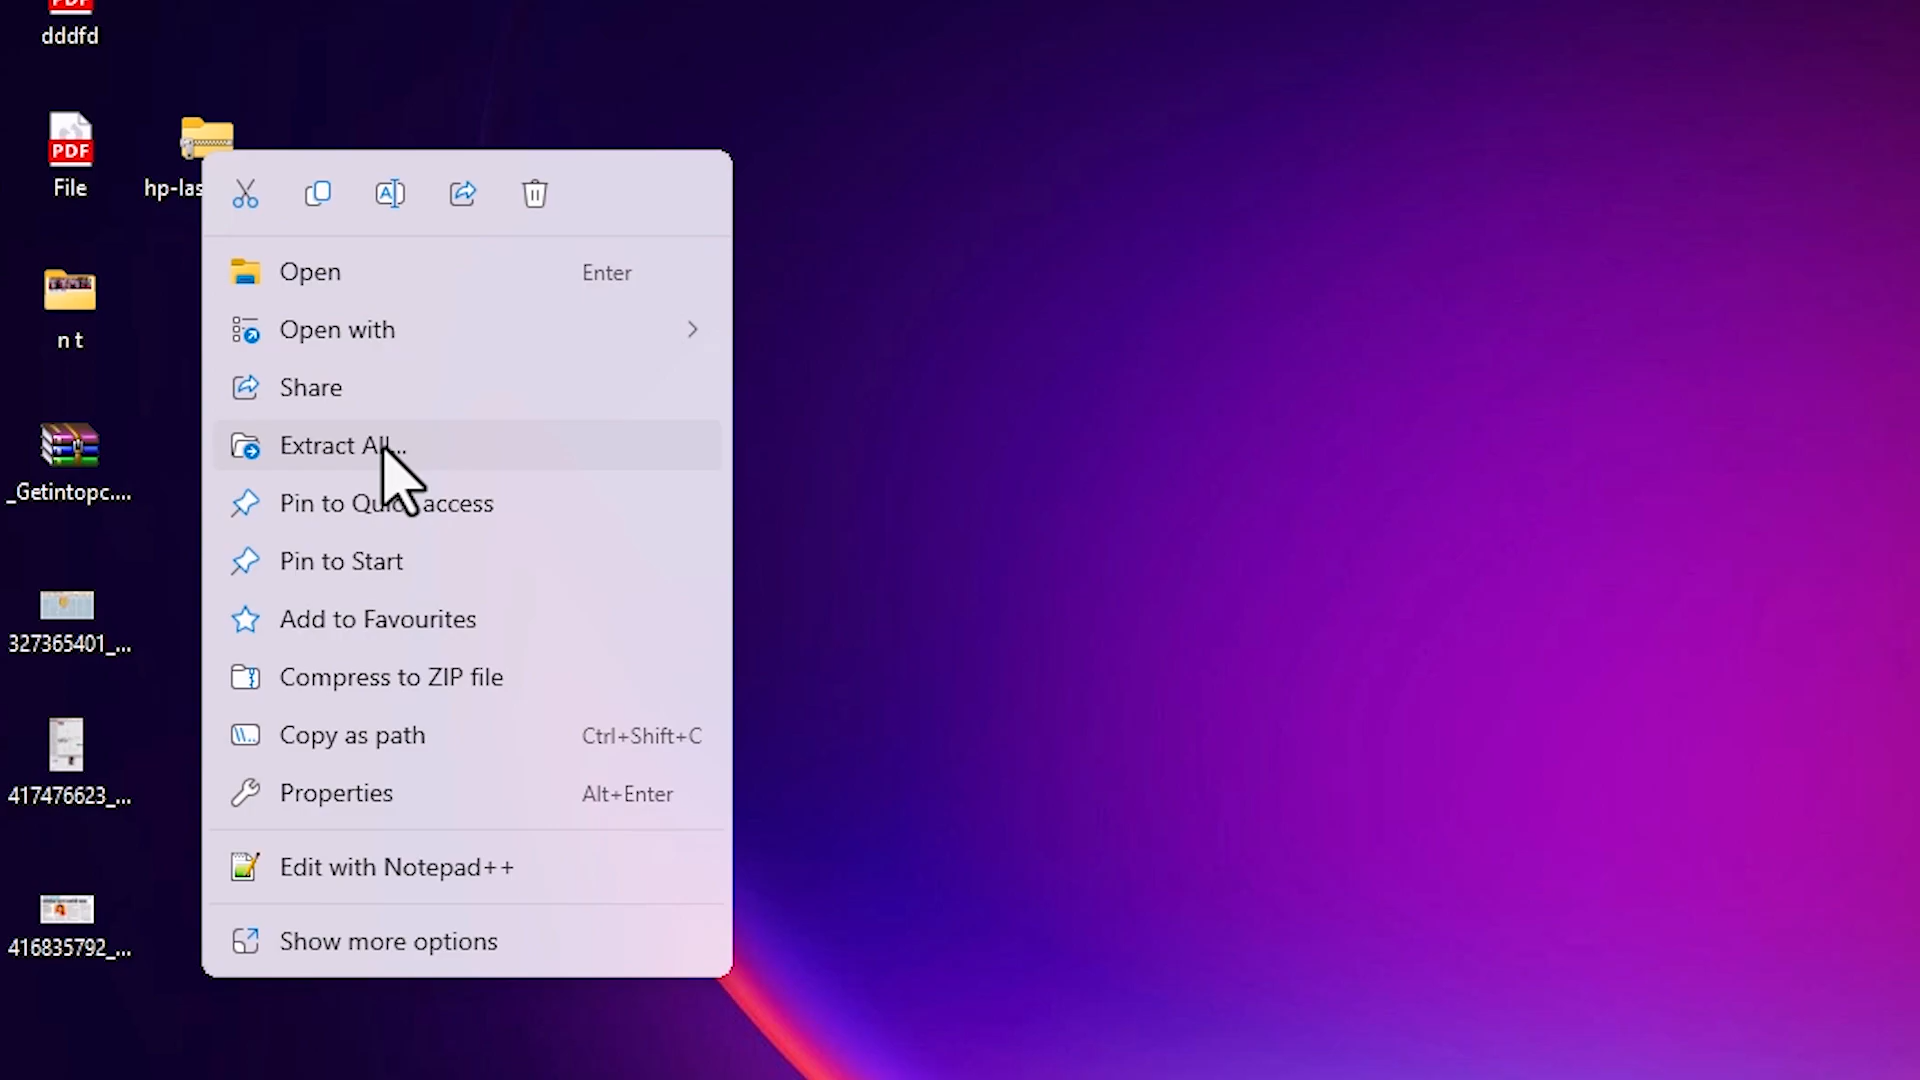 dddfd
PDF
File
hp-las
n t
_Getintopc....
327365401_...
417476623_...
416835792_...
Open Enter
Open with
Share
Extract All...
Pin to Quick access
Pin to Start
Add to Favourites
Compress to ZIP file
Copy as path Ctrl+Shift+C
Properties Alt+Enter
Edit with Notepad++
Show more options